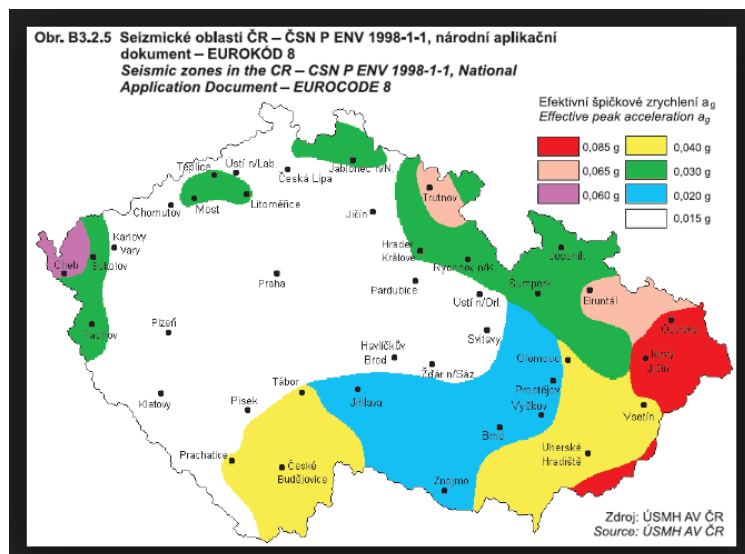 Obr. B3.2.5 Seizmické oblasti ČR – ČSN P ENV 1998-1-1, národní aplikační
dokument – EUROKÓD 8
Seismic zones in the CR – CSN P ENV 1998-1-1, National
Application Document – EUROCODE 8
Efektivní špičkové zrychlení ag
Effective peak acceleration ag
0,085 g
0,040 g
0,065 g
0,030 g
0,060 g
0,020 g
0,015 g
Teplice
Ústí n/Lab.
Česká Lípa
Jablonec n/N.
Trutnov
Chomutov
Most
Litoměřice
Jičín
Karlovy
Vary
Cheb
Sokolov
Hradec
Králové
Rychnov n/K.
Jeseník
Praha
Pardubice
Ústí n/Orl.
Šumperk
Bruntál
Tachov
Plzeň
Svitavy
Ostrava
Havlíčkův
Brod
Žďár n/Sáz.
Olomouc
Nový
Jičín
Klatovy
Písek
Tábor
Jihlava
Prostějov
Vyškov
Vsetín
Brno
Prachatice
České
Budějovice
Uherské
Hradiště
Znojmo
Zdroj: ÚSMH AV ČR
Source: ÚSMH AV ČR